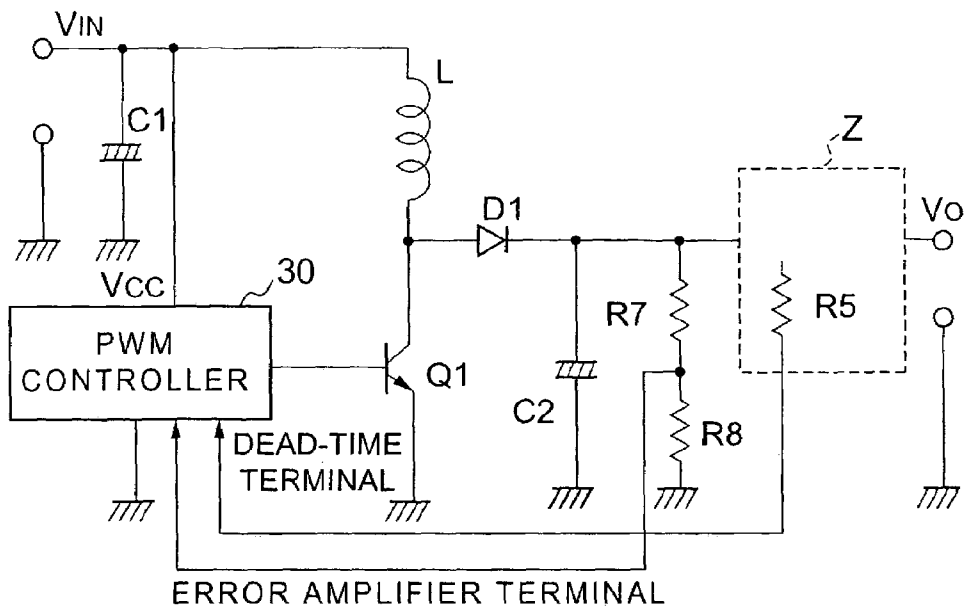 VIN
L
C1
Z
D1
VO
VCC
30
R7
R5
PWM
CONTROLLER
Q1
C2
R8
DEAD-TIME
TERMINAL
ERROR AMPLIFIER TERMINAL